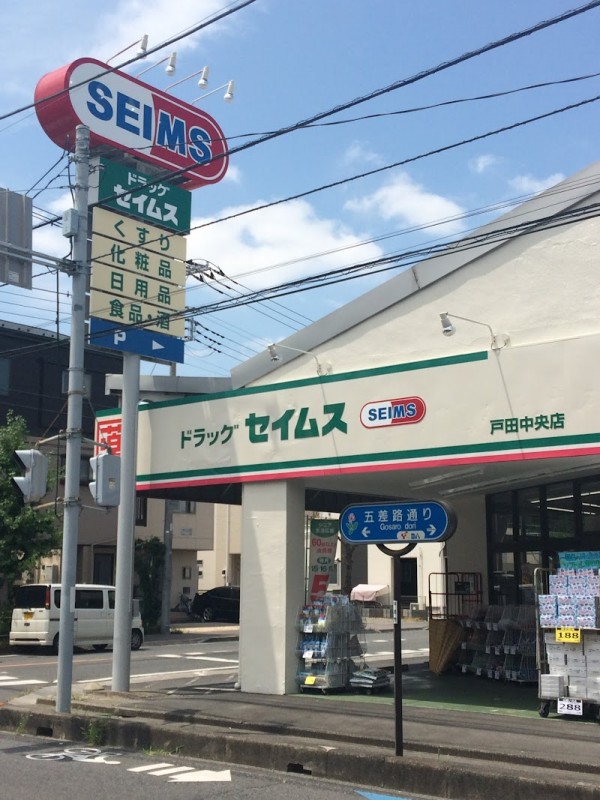 SEIMS
ドラッグ
セイムス
くすり
化粧品
日用品
食品・酒
P
薬
ドラッグ セイムス SEIMS
戸田中央店
五差路通り
Gosaro dori
188
288